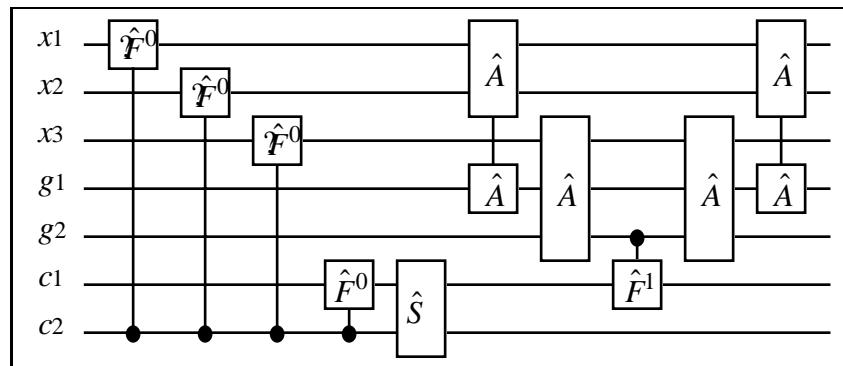 x1 ?F̂⁰
x2 ?F̂⁰ Â Â
x3 ?F̂⁰
g1 Â Â Â Â
g2
c1 F̂⁰ Ŝ F̂¹
c2